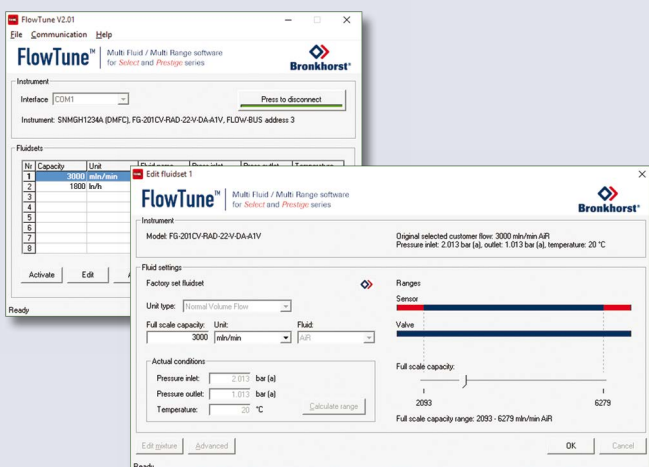 FlowTune V2.01
File Communication Help
FlowTune™ Multi Fluid / Multi Range software
for Select and Prestige series
Bronkhorst®
Instrument
Interface COM1 Press to disconnect
Instrument: SNMGH1234A (DMFC), FG-201CV-RAD-22-V-DA-A1V, FLOW-BUS address 3
Fluidsets
Nr Capacity Unit Fluid name Press inlet Press outlet Temperature
1 3000 mln/min
2 1800 ln/h
3
4
5
6
7
8
Activate Edit
Ready
Edit fluidset 1
FlowTune™ Multi Fluid / Multi Range software
for Select and Prestige series
Bronkhorst®
Instrument
Model: FG-201CV-RAD-22-V-DA-A1V Original selected customer flow: 3000 mln/min AiR
Pressure inlet: 2.013 bar (a), outlet: 1.013 bar (a), temperature: 20 °C
Fluid settings
Factory set fluidset Ranges
Sensor
Unit type: Normal Volume Flow
Valve
Full scale capacity: Unit: Fluid:
3000 mln/min AiR
Actual conditions
Full scale capacity:
Pressure inlet: 2.013 bar (a)
Pressure outlet: 1.013 bar (a)
Temperature: 20 °C Calculate range
2093 6279
Full scale capacity range: 2093 - 6279 mln/min AiR
Edit mixture Advanced OK Cancel
Ready